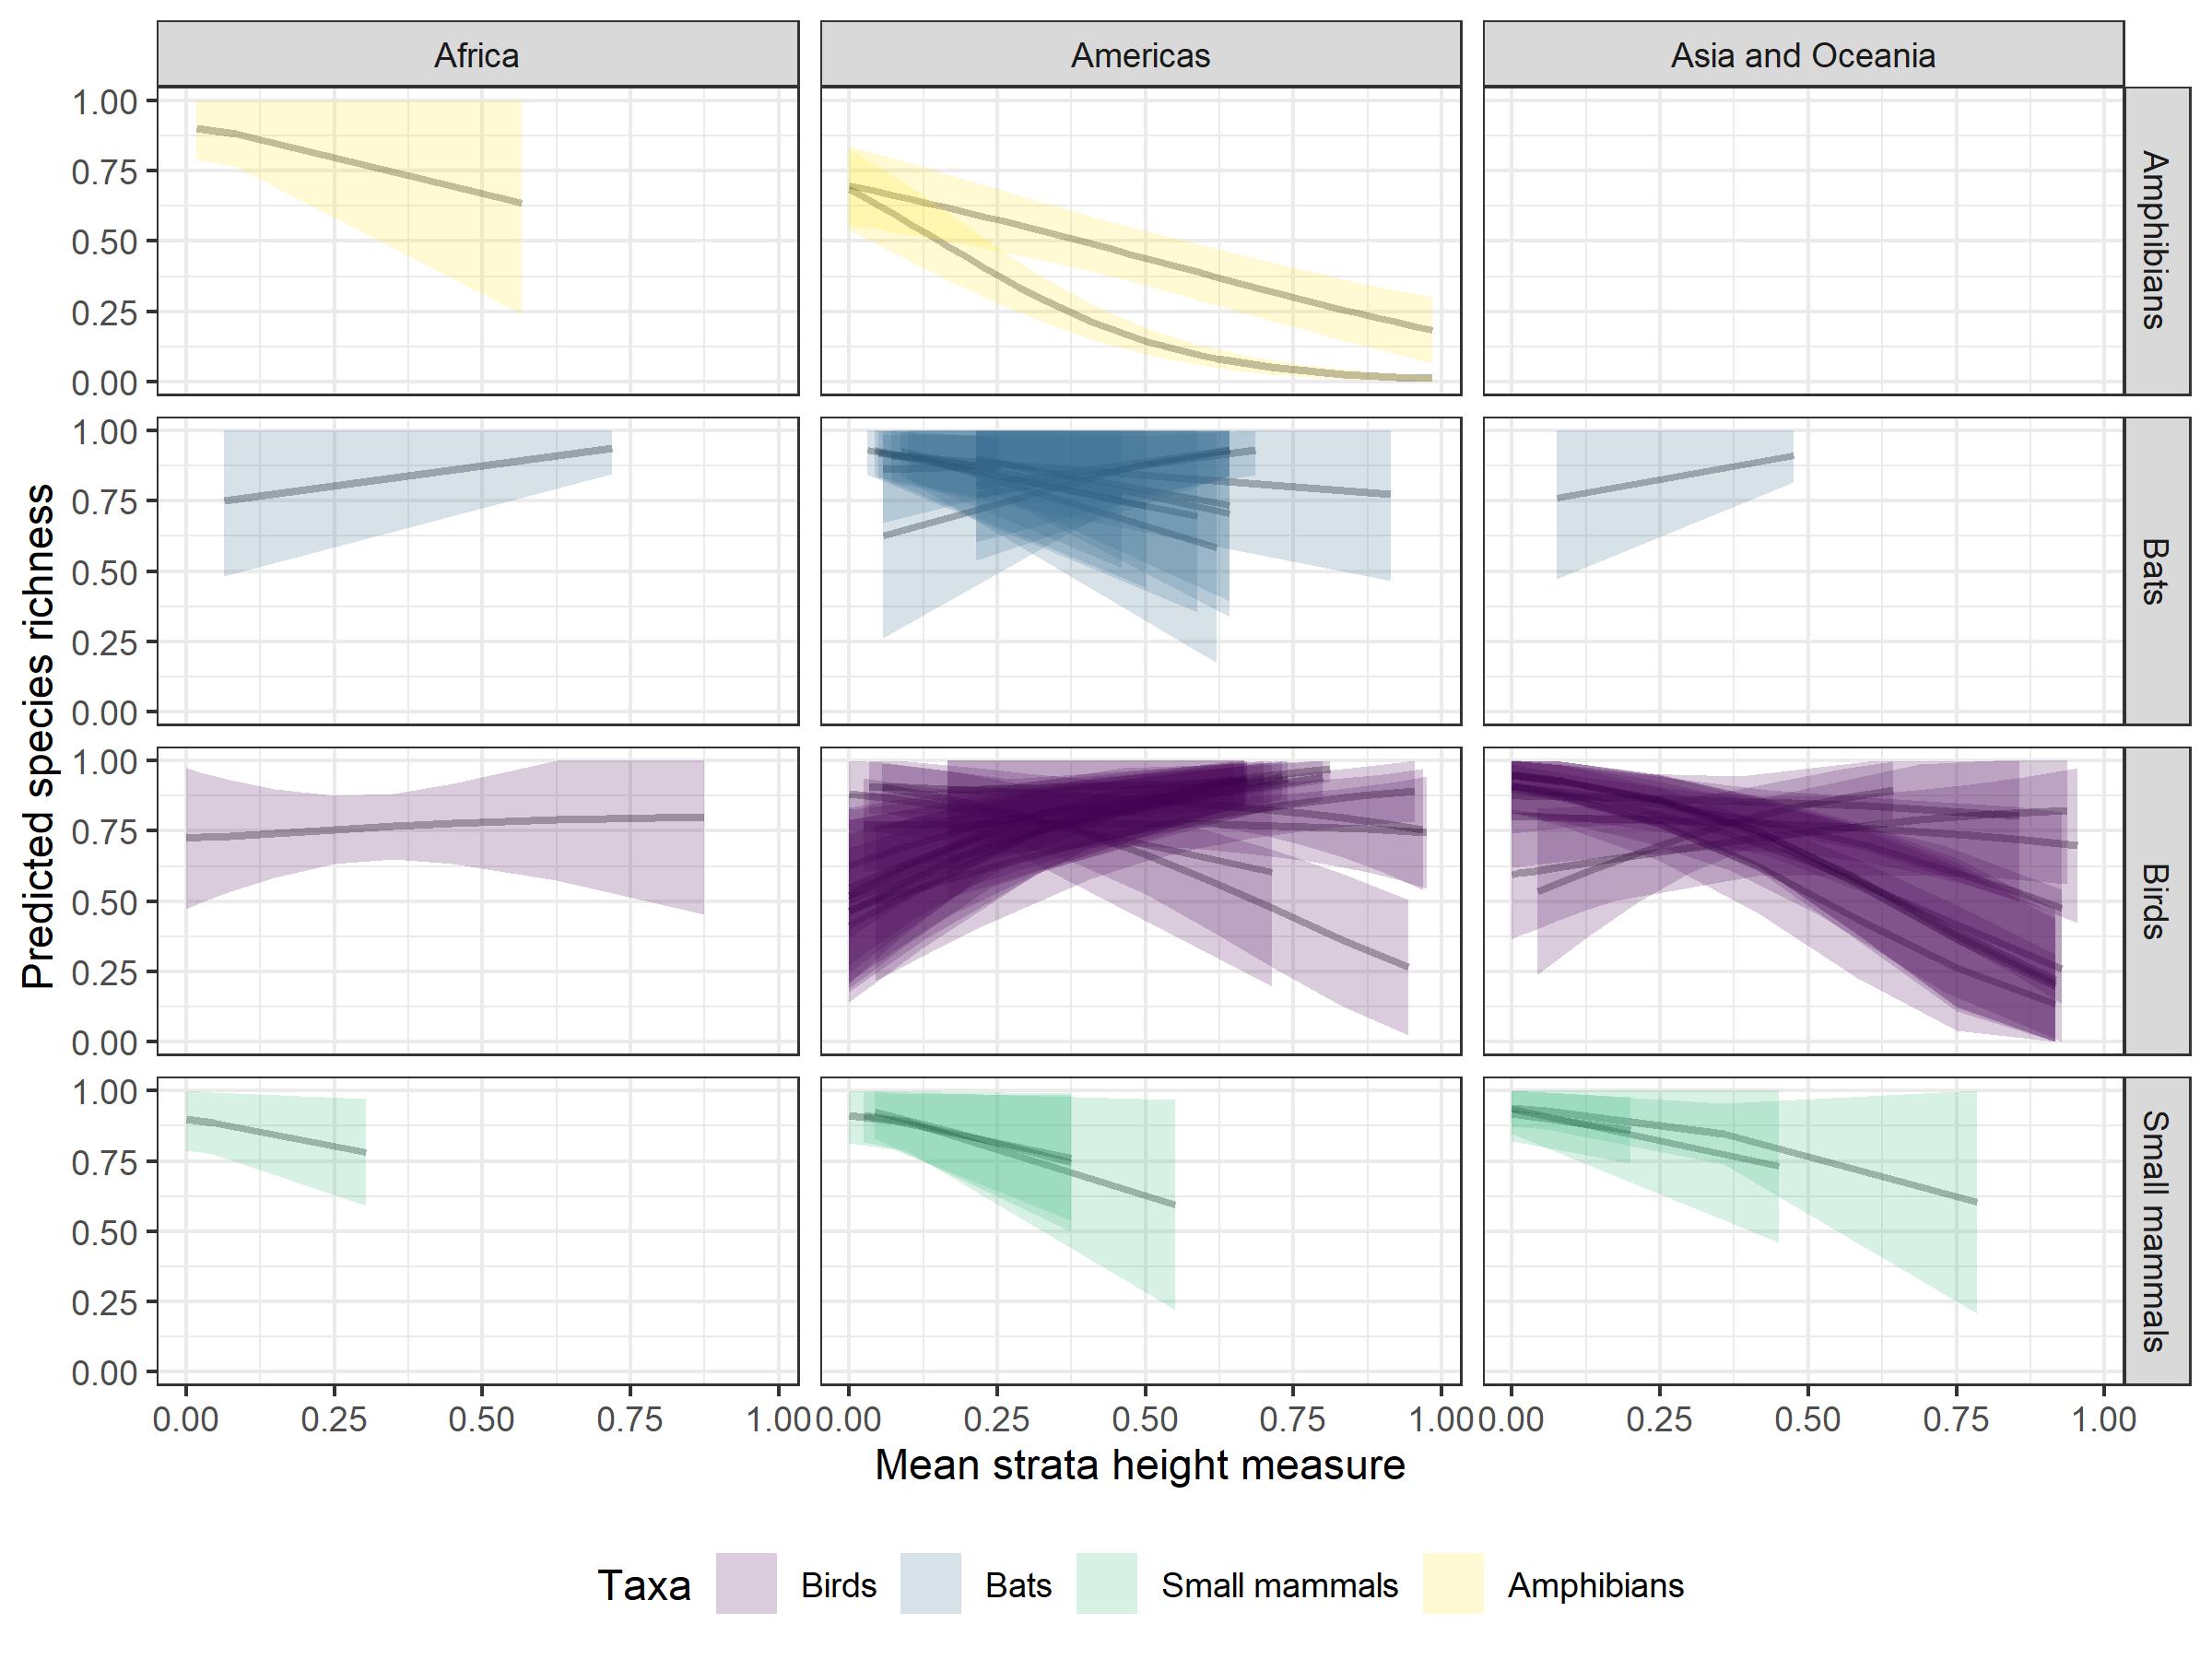 Africa
Americas
Asia and Oceania
Predicted species richness
1.00
0.75
0.50
0.25
0.00
Amphibians
1.00
0.75
0.50
0.25
0.00
Bats
1.00
0.75
0.50
0.25
0.00
Birds
1.00
0.75
0.50
0.25
0.00
Small mammals
0.00 0.25 0.50 0.75 1.00 0.00 0.25 0.50 0.75 1.00 0.00 0.25 0.50 0.75 1.00
Mean strata height measure
Taxa Birds Bats Small mammals Amphibians